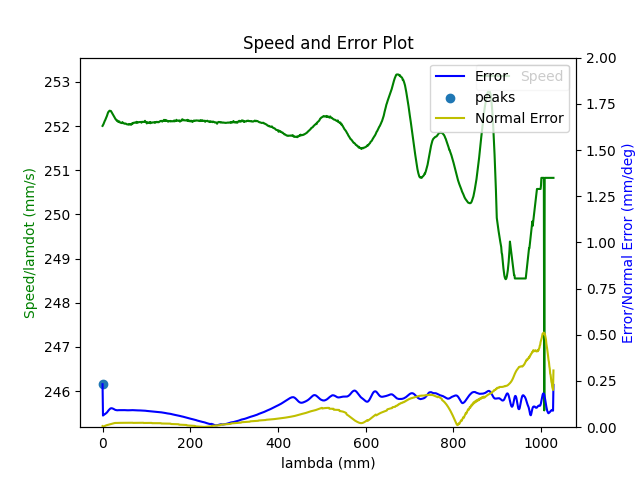 Speed and Error Plot
Speed/lamdot (mm/s)
253
252
251
250
249
248
247
246
Error
Speed
peaks
Normal Error
2.00
1.75
1.50
1.25
1.00
0.75
0.50
0.25
0.00
Error/Normal Error (mm/deg)
0 200 400 600 800 1000
lambda (mm)